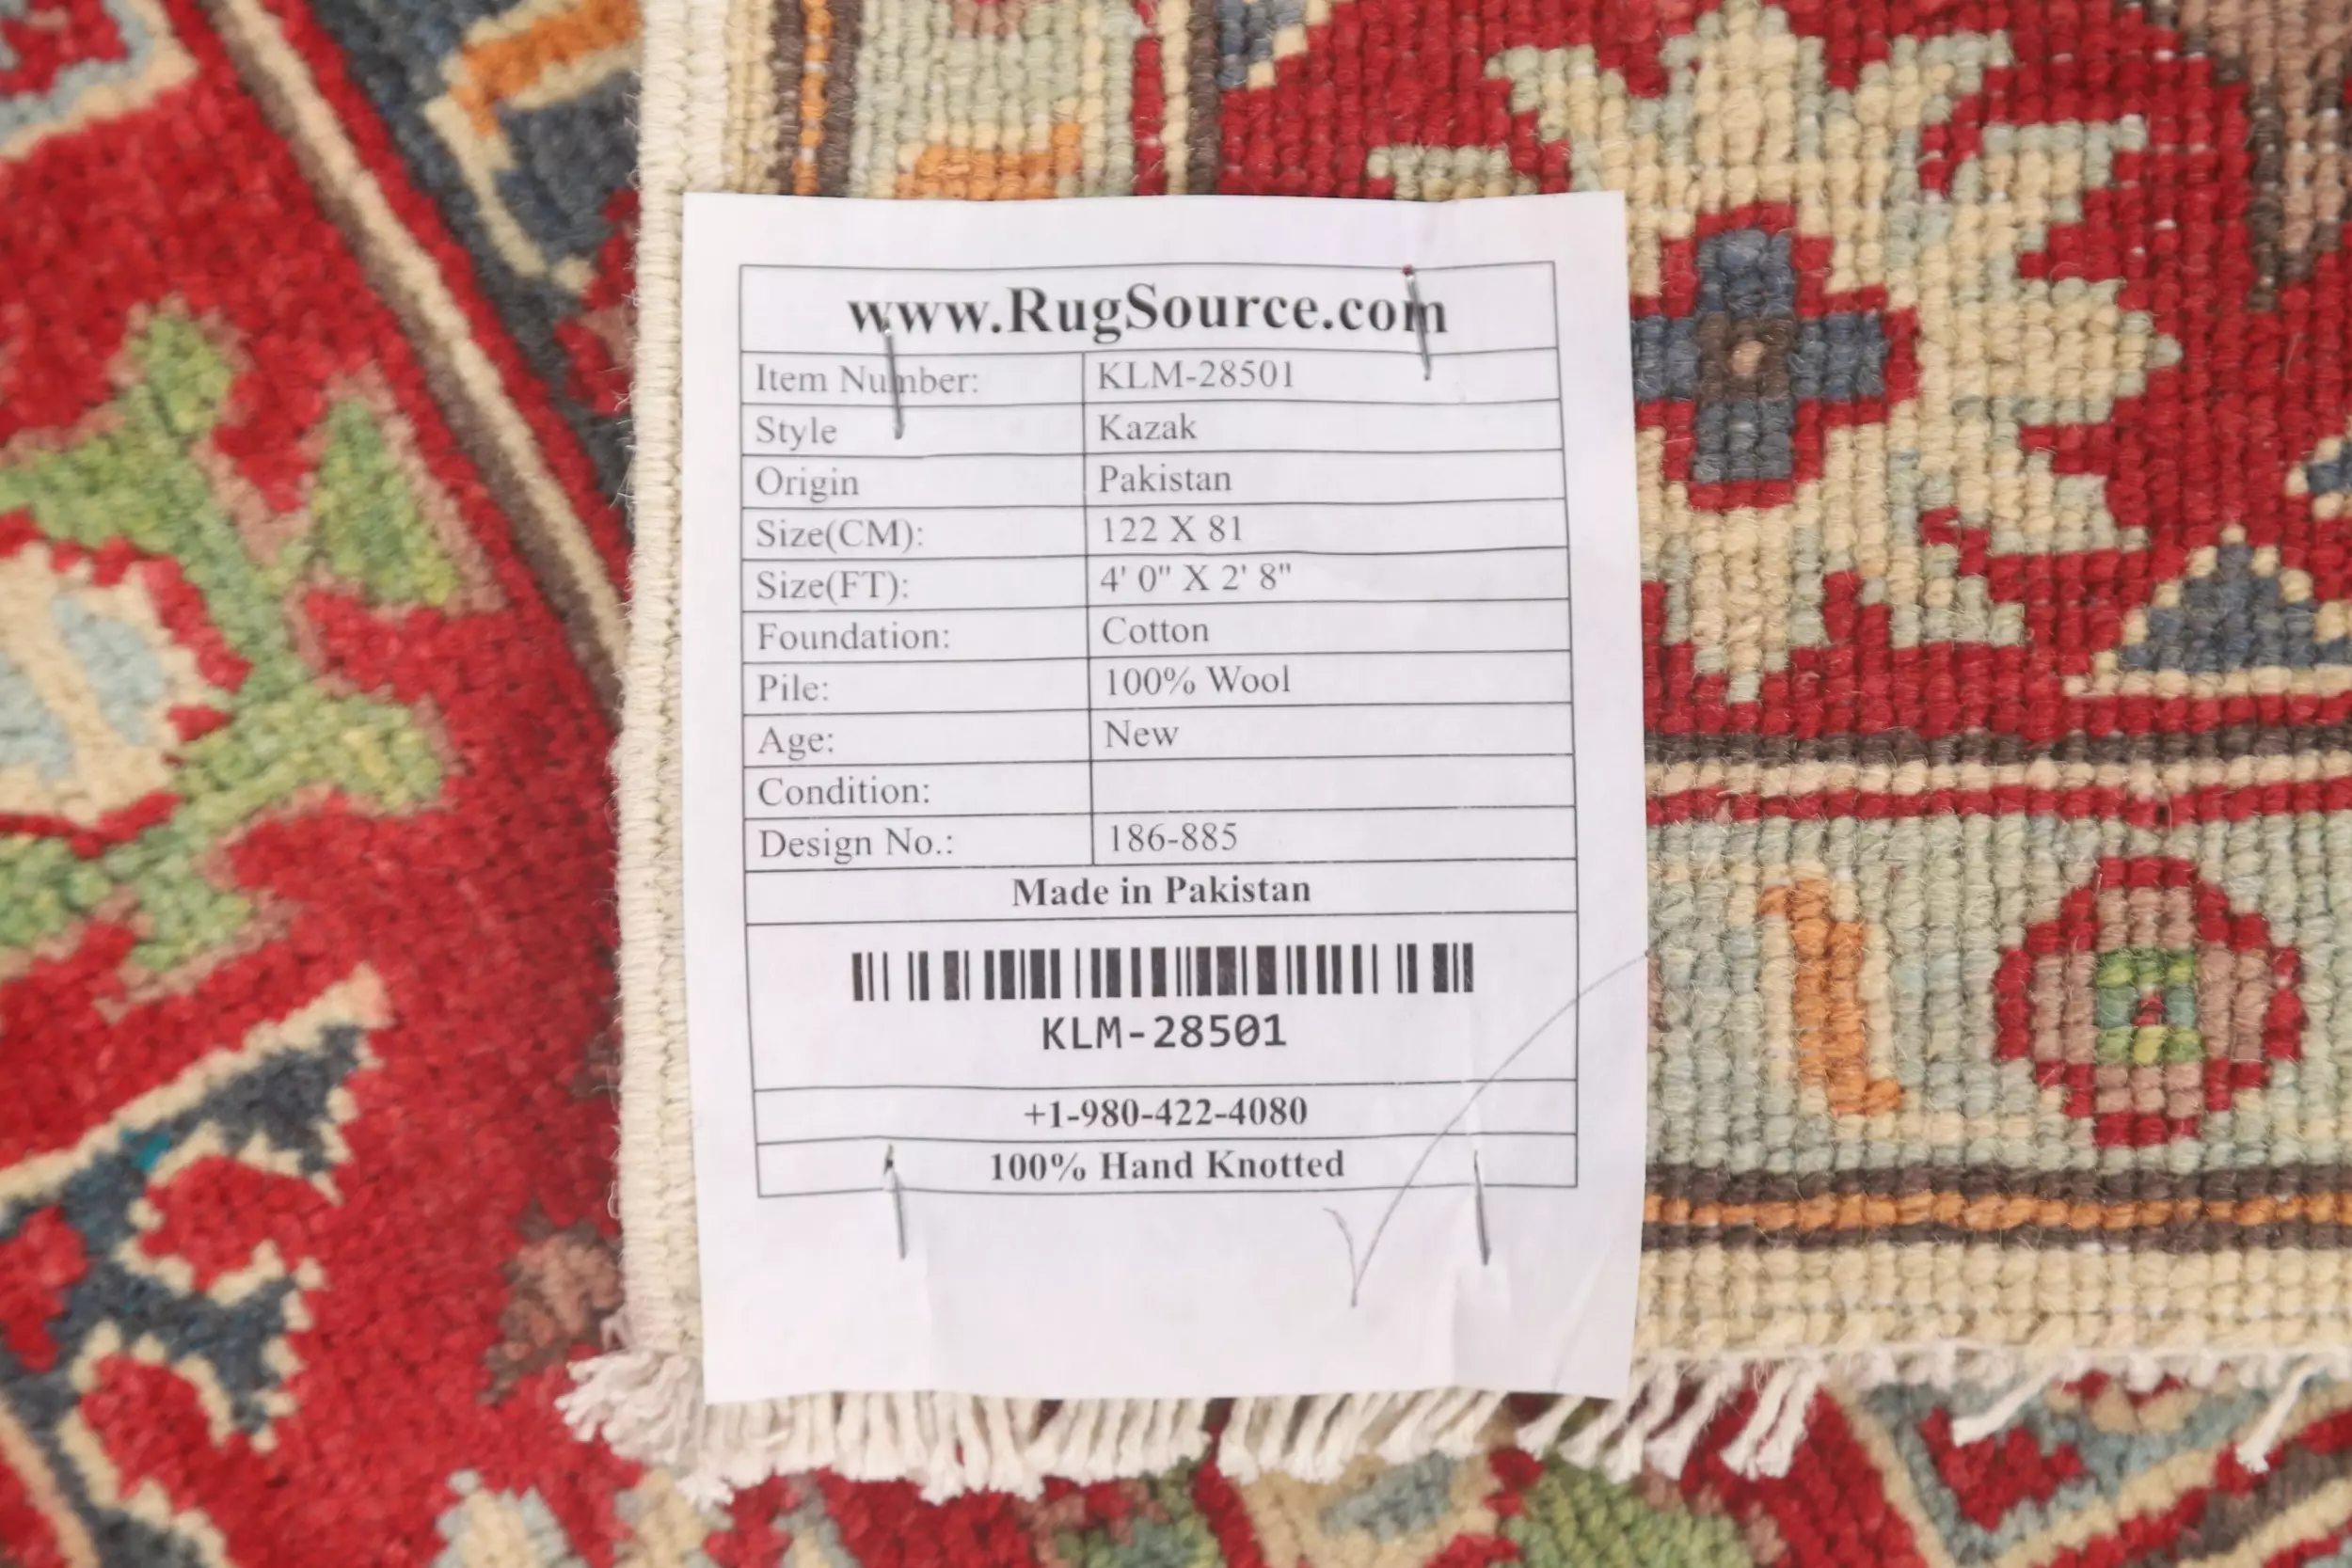 www.RugSource.com
Item Number: KLM-28501
Style Kazak
Origin Pakistan
Size(CM): 122 X 81
Size(FT): 4' 0" X 2' 8"
Foundation: Cotton
Pile: 100% Wool
Age: New
Condition:
Design No.: 186-885
Made in Pakistan
KLM-28501
+1-980-422-4080
100% Hand Knotted